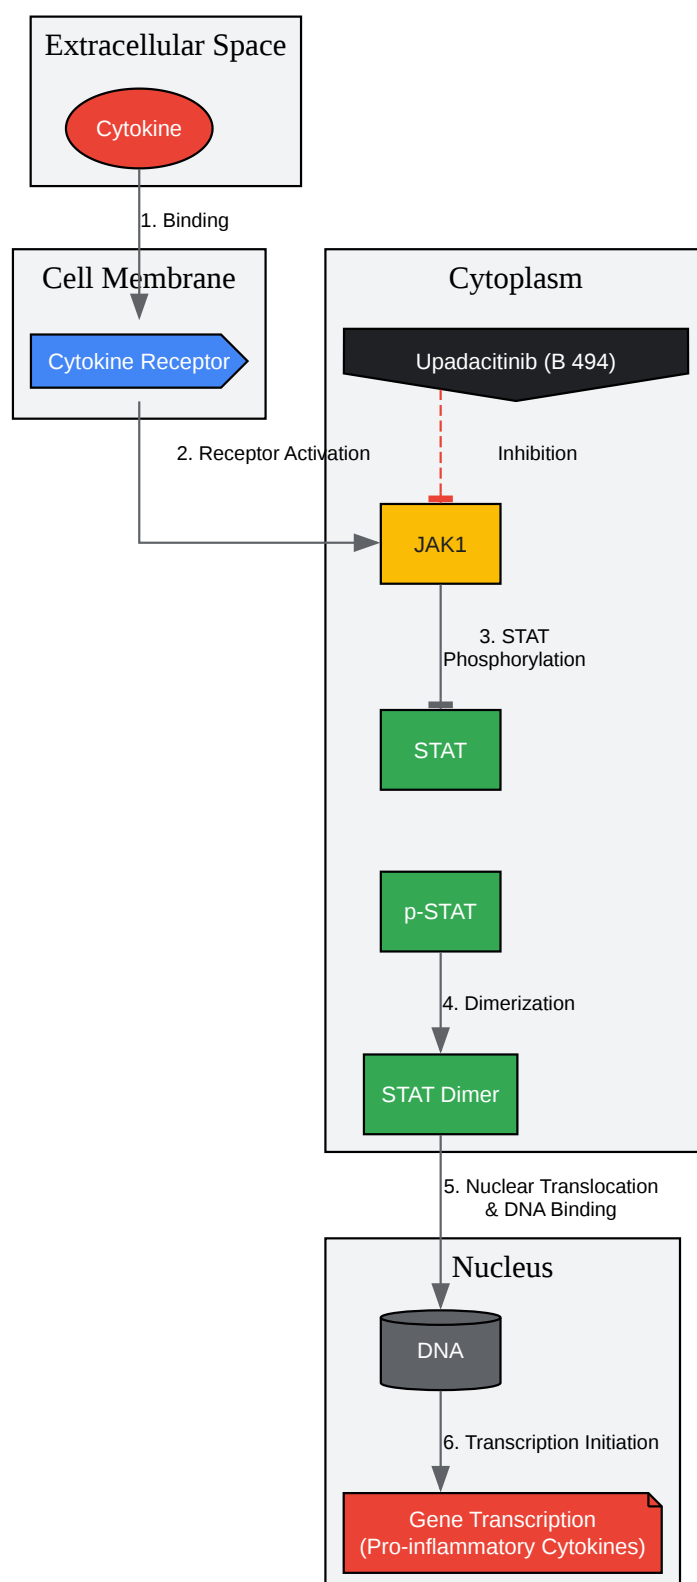 Extracellular Space
Cytokine
1. Binding
Cell Membrane
Cytokine Receptor
Cytoplasm
Upadacitinib (B 494)
2. Receptor Activation
Inhibition
JAK1
3. STAT
Phosphorylation
STAT
p-STAT
4. Dimerization
STAT Dimer
5. Nuclear Translocation
& DNA Binding
Nucleus
DNA
6. Transcription Initiation
Gene Transcription
(Pro-inflammatory Cytokines)